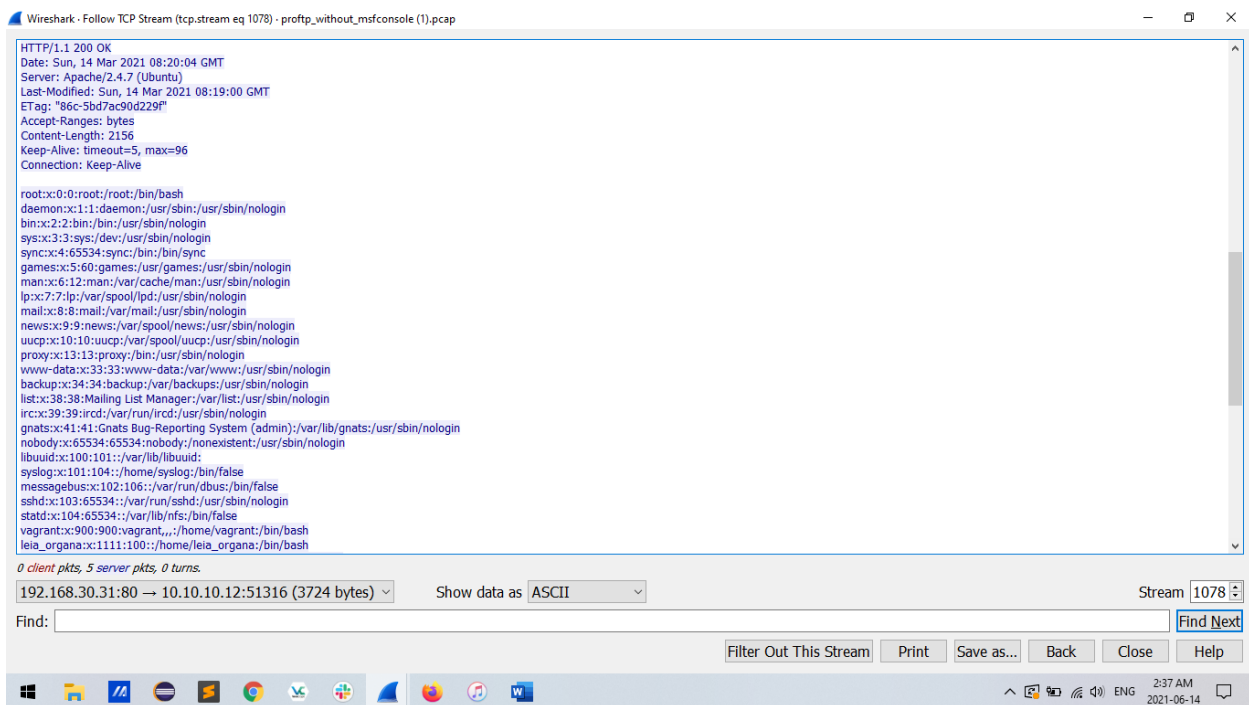 Wireshark · Follow TCP Stream (tcp.stream eq 1078) · proftp_without_msfconsole (1).pcap
HTTP/1.1 200 OK
Date: Sun, 14 Mar 2021 08:20:04 GMT
Server: Apache/2.4.7 (Ubuntu)
Last-Modified: Sun, 14 Mar 2021 08:19:00 GMT
ETag: "86c-5bd7ac90d229f"
Accept-Ranges: bytes
Content-Length: 2156
Keep-Alive: timeout=5, max=96
Connection: Keep-Alive
root:x:0:0:root:/root:/bin/bash
daemon:x:1:1:daemon:/usr/sbin:/usr/sbin/nologin
bin:x:2:2:bin:/bin:/usr/sbin/nologin
sys:x:3:3:sys:/dev:/usr/sbin/nologin
sync:x:4:65534:sync:/bin:/bin/sync
games:x:5:60:games:/usr/games:/usr/sbin/nologin
man:x:6:12:man:/var/cache/man:/usr/sbin/nologin
lp:x:7:7:lp:/var/spool/lpd:/usr/sbin/nologin
mail:x:8:8:mail:/var/mail:/usr/sbin/nologin
news:x:9:9:news:/var/spool/news:/usr/sbin/nologin
uucp:x:10:10:uucp:/var/spool/uucp:/usr/sbin/nologin
proxy:x:13:13:proxy:/bin:/usr/sbin/nologin
www-data:x:33:33:www-data:/var/www:/usr/sbin/nologin
backup:x:34:34:backup:/var/backups:/usr/sbin/nologin
list:x:38:38:Mailing List Manager:/var/list:/usr/sbin/nologin
irc:x:39:39:ircd:/var/run/ircd:/usr/sbin/nologin
gnats:x:41:41:Gnats Bug-Reporting System (admin):/var/lib/gnats:/usr/sbin/nologin
nobody:x:65534:65534:nobody:/nonexistent:/usr/sbin/nologin
libuuid:x:100:101::/var/lib/libuuid:
syslog:x:101:104::/home/syslog:/bin/false
messagebus:x:102:106::/var/run/dbus:/bin/false
sshd:x:103:65534::/var/run/sshd:/usr/sbin/nologin
statd:x:104:65534::/var/lib/nfs:/bin/false
vagrant:x:900:900:vagrant,,,:/home/vagrant:/bin/bash
leia_organa:x:1111:100::/home/leia_organa:/bin/bash
0 client pkts, 5 server pkts, 0 turns.
192.168.30.31:80 → 10.10.10.12:51316 (3724 bytes) Show data as ASCII Stream 1078
Find: Find Next
Filter Out This Stream Print Save as... Back Close Help
ENG 2:37 AM
2021-06-14